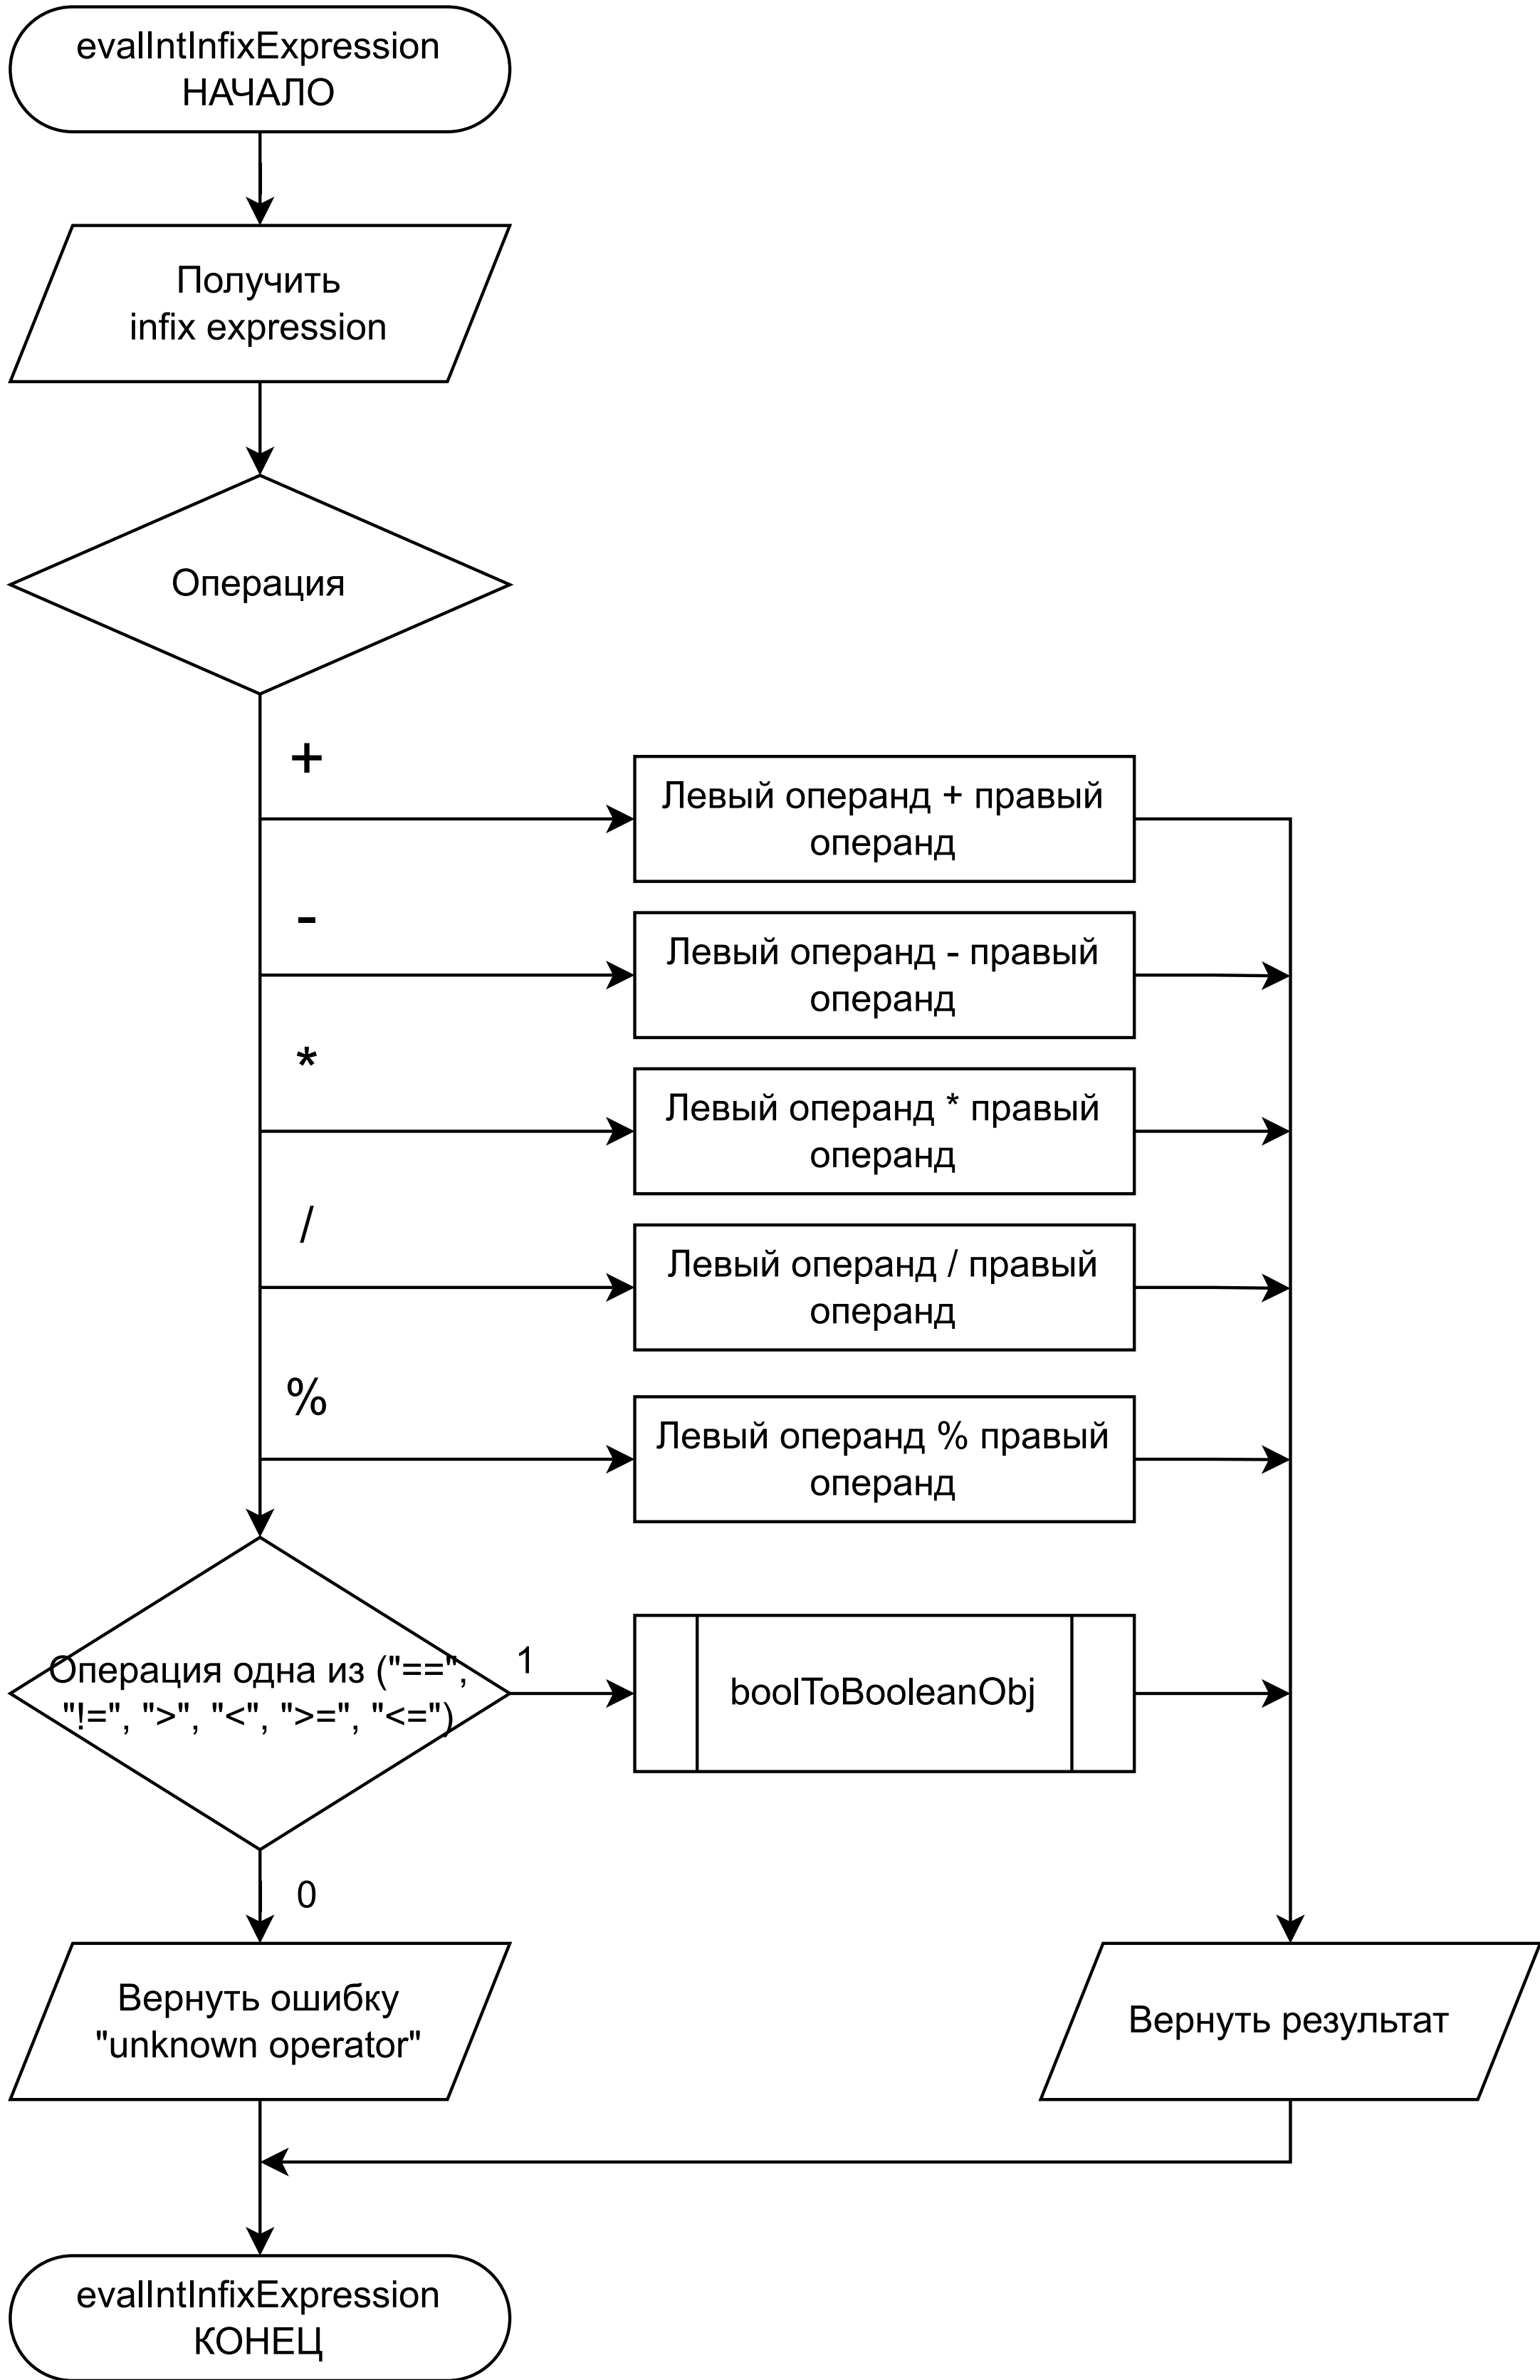 evalIntInfixExpression
НАЧАЛО
Получить
infix expression
Операция
+
Левый операнд + правый
операнд
-
Левый операнд - правый
операнд
*
Левый операнд * правый
операнд
/
Левый операнд / правый
операнд
%
Левый операнд % правый
операнд
Операция одна из ("==",
"!=", ">", "<", ">=", "<=")
1
boolToBooleanObj
0
Вернуть ошибку
"unknown operator"
Вернуть результат
evalIntInfixExpression
КОНЕЦ